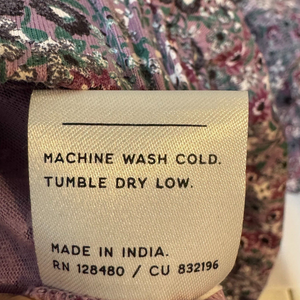 MACHINE WASH COLD.
TUMBLE DRY LOW.
MADE IN INDIA.
RN 128480 / CU 832196